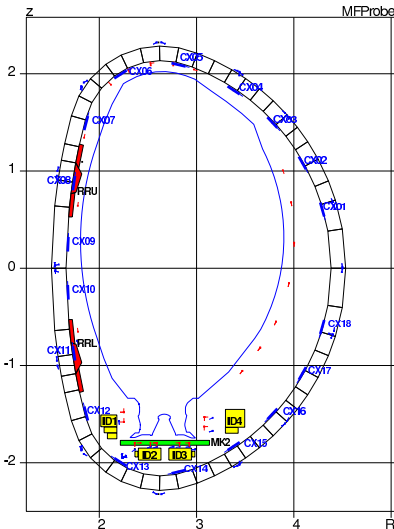 z MFProbe
CX05
CX06
2
CX04
CX07 CX03
CX02
1
CX08 RRU
CX01
CX09
0
CX10
CX18
RRL
CX11
-1
CX17
CX12 CX16
ID1 ID4
MK2 CX15
ID2 ID3
-2
CX13 CX14
2 3 4 R